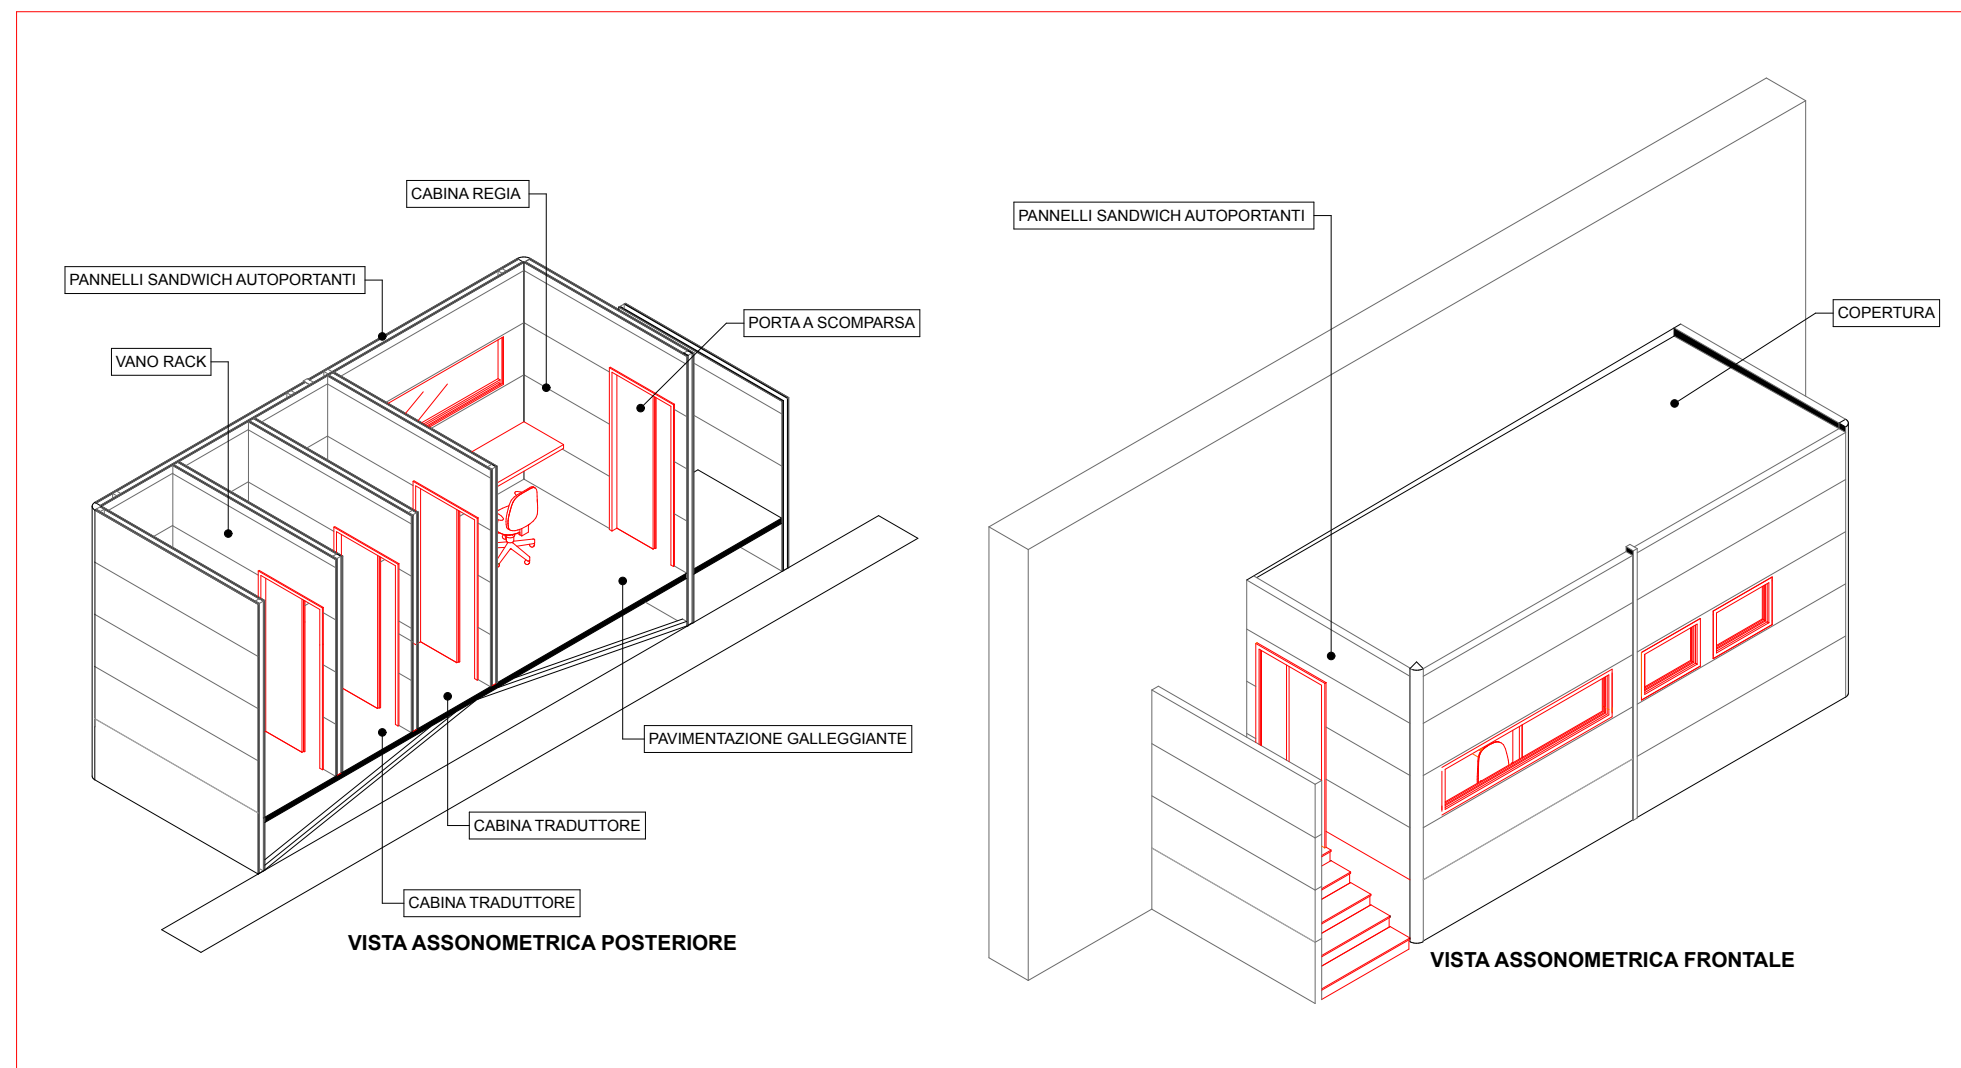 CABINA REGIA
PANNELLI SANDWICH AUTOPORTANTI
PORTA A SCOMPARSA
VANO RACK
PAVIMENTAZIONE GALLEGGIANTE
CABINA TRADUTTORE
CABINA TRADUTTORE
VISTA ASSONOMETRICA POSTERIORE
PANNELLI SANDWICH AUTOPORTANTI
COPERTURA
VISTA ASSONOMETRICA FRONTALE